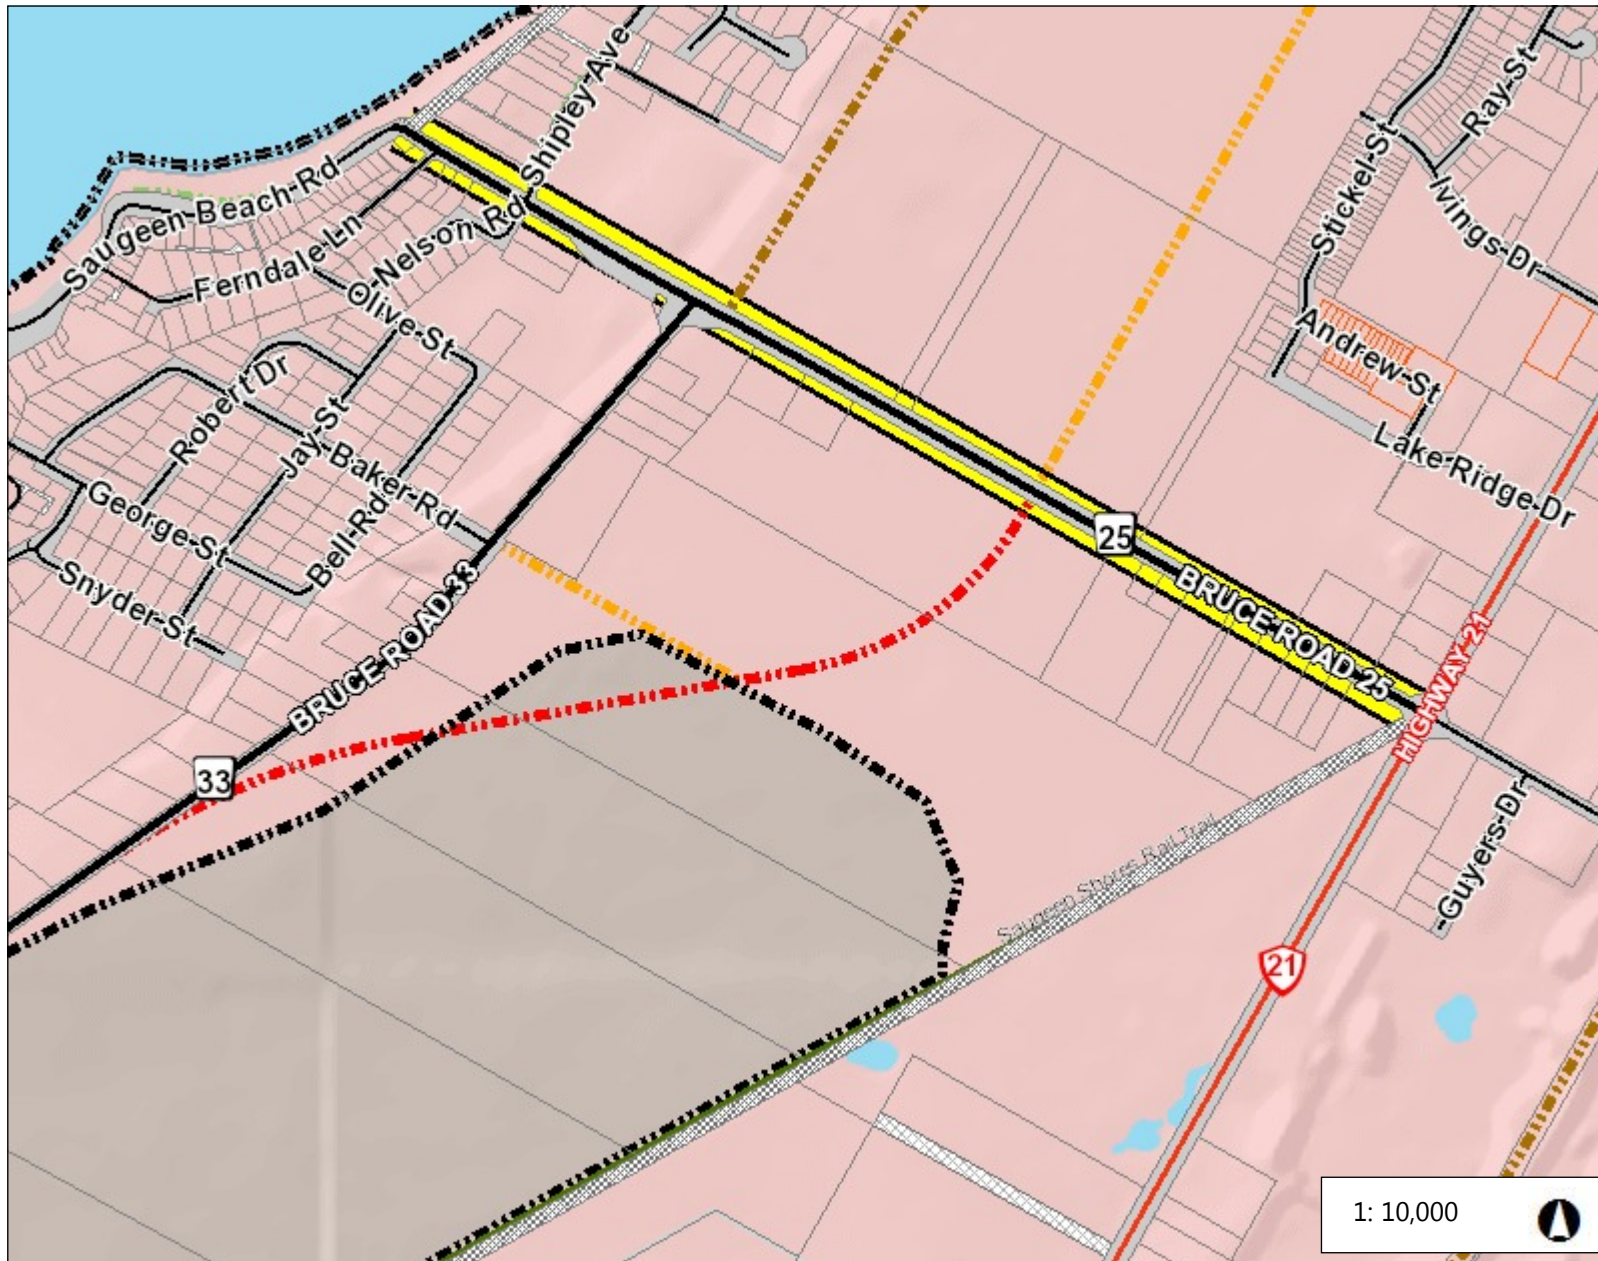 Shipley Ave
Ray-St
Saugeen Beach-Rd
Stickel-St
Ivings-Dr
Nelson-Rd
Ferndale-Ln
Olive-St
Andrew-St
Robert-Dr
Jay-St
Lake-Ridge-Dr
Baker-Rd
George-St
25
Bell-Rd
Snyder-St
BRUCE-ROAD-25
BRUCE-ROAD-33
HIGHWAY-21
33
Guyers-Dr
Saugeen Shores Rail Trail
21
1: 10,000